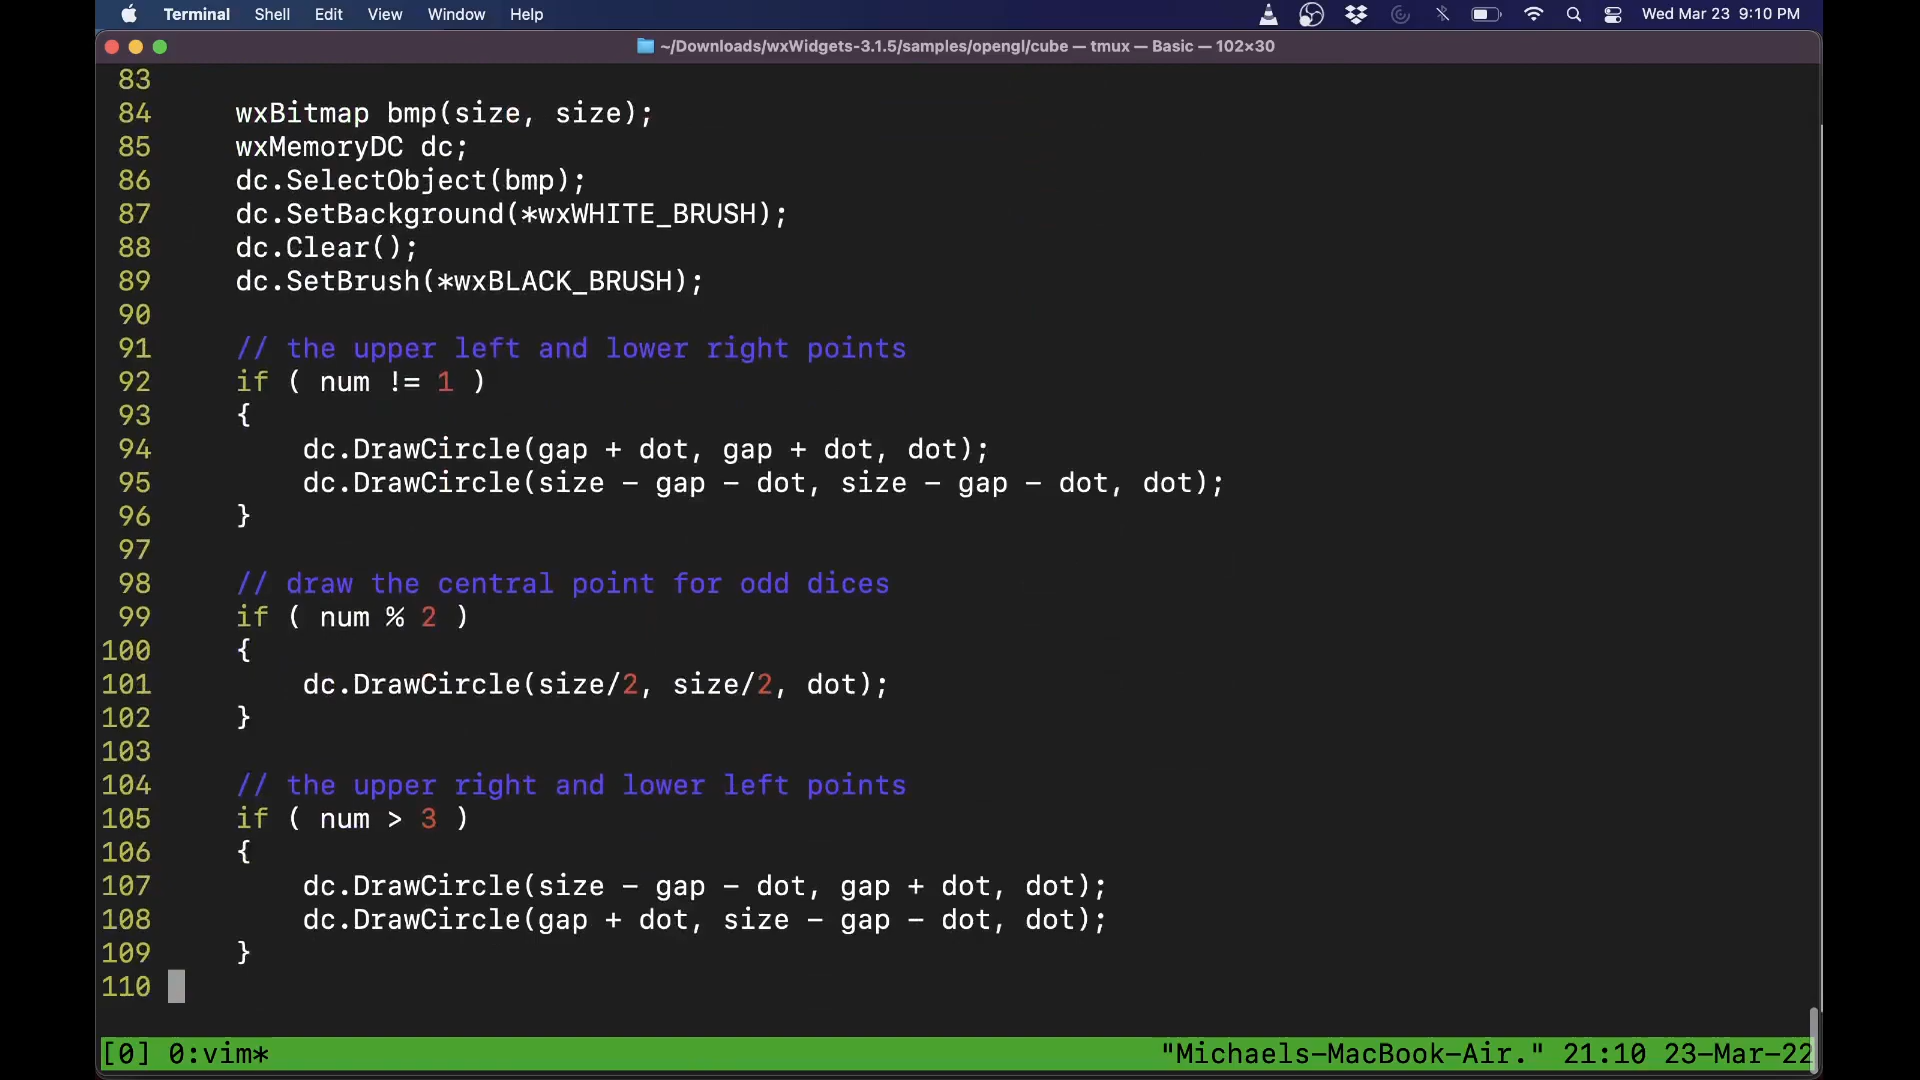 Terminal Shell Edit View Window Help Wed Mar 23 9:10 PM
~/Downloads/wxWidgets-3.1.5/samples/opengl/cube — tmux — Basic — 102×30
83
84     wxBitmap bmp(size, size);
85     wxMemoryDC dc;
86     dc.SelectObject(bmp);
87     dc.SetBackground(*wxWHITE_BRUSH);
88     dc.Clear();
89     dc.SetBrush(*wxBLACK_BRUSH);
90
91     // the upper left and lower right points
92     if ( num != 1 )
93     {
94         dc.DrawCircle(gap + dot, gap + dot, dot);
95         dc.DrawCircle(size - gap - dot, size - gap - dot, dot);
96     }
97
98     // draw the central point for odd dices
99     if ( num % 2 )
100     {
101         dc.DrawCircle(size/2, size/2, dot);
102     }
103
104     // the upper right and lower left points
105     if ( num > 3 )
106     {
107         dc.DrawCircle(size - gap - dot, gap + dot, dot);
108         dc.DrawCircle(gap + dot, size - gap - dot, dot);
109     }
110
[0] 0:vim* "Michaels-MacBook-Air." 21:10 23-Mar-22